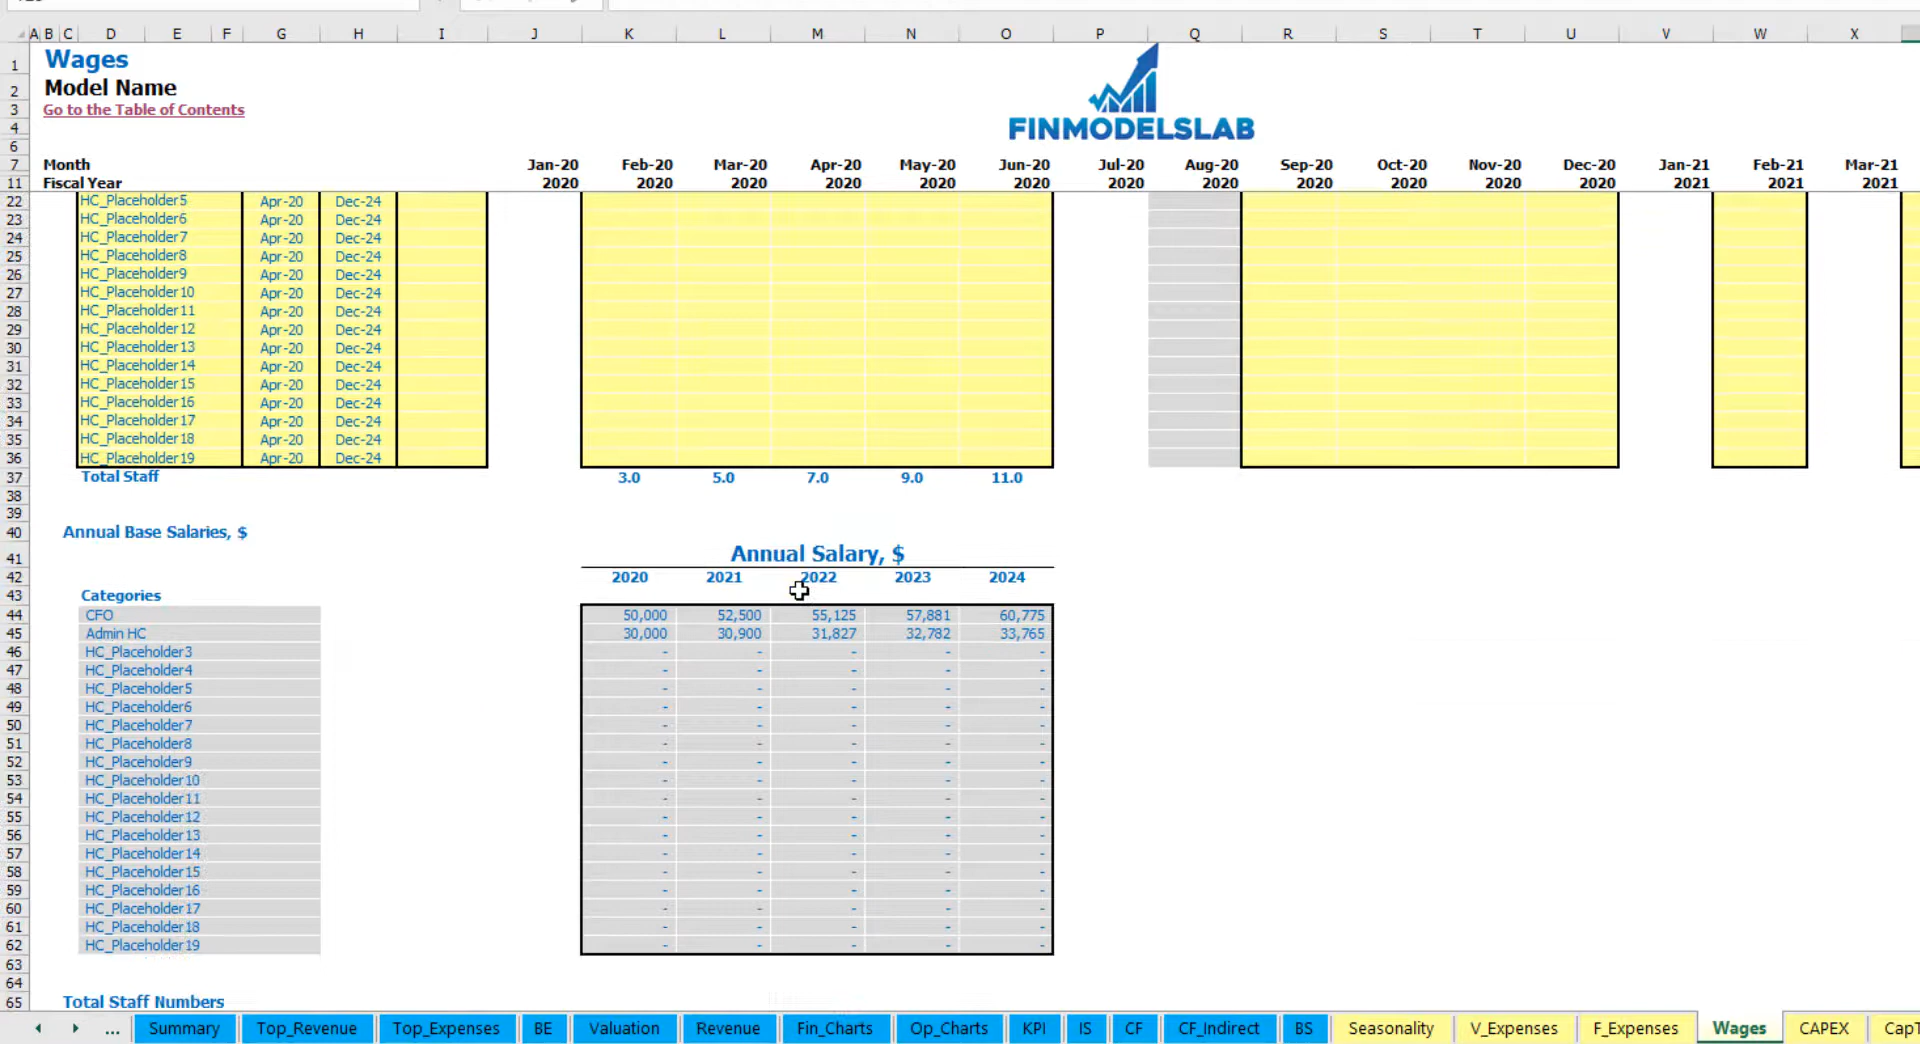 A B C D E F G H I J K L M N O P Q R S T U V W X
1 Wages
2 Model Name
3 Go to the Table of Contents
4
FINMODELSLAB
6
7 Month Jan-20 Feb-20 Mar-20 Apr-20 May-20 Jun-20 Jul-20 Aug-20 Sep-20 Oct-20 Nov-20 Dec-20 Jan-21 Feb-21 Mar-21
11 Fiscal Year 2020 2020 2020 2020 2020 2020 2020 2020 2020 2020 2020 2020 2021 2021 2021
22 HC_Placeholder5 Apr-20 Dec-24
23 HC_Placeholder6 Apr-20 Dec-24
24 HC_Placeholder7 Apr-20 Dec-24
25 HC_Placeholder8 Apr-20 Dec-24
26 HC_Placeholder9 Apr-20 Dec-24
27 HC_Placeholder10 Apr-20 Dec-24
28 HC_Placeholder11 Apr-20 Dec-24
29 HC_Placeholder12 Apr-20 Dec-24
30 HC_Placeholder13 Apr-20 Dec-24
31 HC_Placeholder14 Apr-20 Dec-24
32 HC_Placeholder15 Apr-20 Dec-24
33 HC_Placeholder16 Apr-20 Dec-24
34 HC_Placeholder17 Apr-20 Dec-24
35 HC_Placeholder18 Apr-20 Dec-24
36 HC_Placeholder19 Apr-20 Dec-24
37 Total Staff 3.0 5.0 7.0 9.0 11.0
38
39
40 Annual Base Salaries, $
41 Annual Salary, $
42 2020 2021 2022 2023 2024
43 Categories
44 CFO 50,000 52,500 55,125 57,881 60,775
45 Admin HC 30,000 30,900 31,827 32,782 33,765
46 HC_Placeholder3 - - - - -
47 HC_Placeholder4 - - - - -
48 HC_Placeholder5 - - - - -
49 HC_Placeholder6 - - - - -
50 HC_Placeholder7 - - - - -
51 HC_Placeholder8 - - - - -
52 HC_Placeholder9 - - - - -
53 HC_Placeholder10 - - - - -
54 HC_Placeholder11 - - - - -
55 HC_Placeholder12 - - - - -
56 HC_Placeholder13 - - - - -
57 HC_Placeholder14 - - - - -
58 HC_Placeholder15 - - - - -
59 HC_Placeholder16 - - - - -
60 HC_Placeholder17 - - - - -
61 HC_Placeholder18 - - - - -
62 HC_Placeholder19 - - - - -
63
64
65 Total Staff Numbers
... Summary Top_Revenue Top_Expenses BE Valuation Revenue Fin_Charts Op_Charts KPI IS CF CF_Indirect BS Seasonality V_Expenses F_Expenses Wages CAPEX CapT